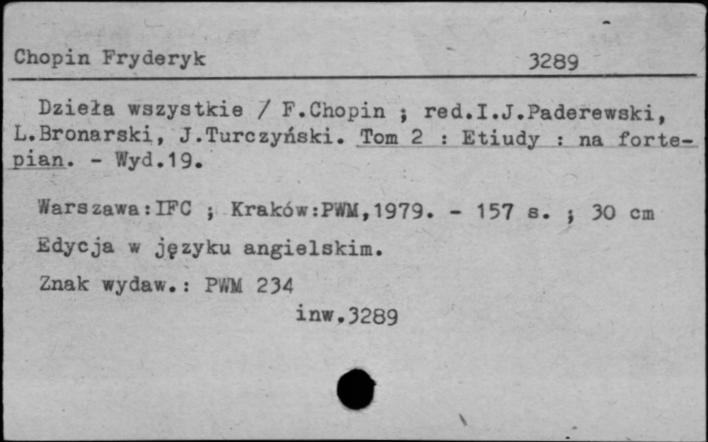 Chopin Fryderyk 3289
Dzieła wszystkie / F.Chopin ; red.I.J.Paderewski,
L.Bronarski, J.Turczyński. Tom 2 : Etiudy : na forte-
pian. - Wyd.19.
Warszawa:IFC ; Kraków:PWM,1979. - 157 s. ; 30 cm
Edycja w języku angielskim.
Znak wydaw.: PWM 234
inw.3289